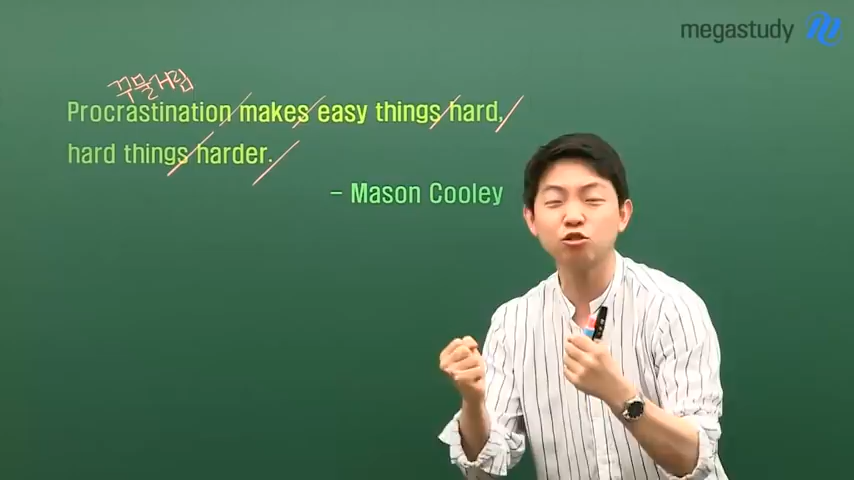 megastudy
꾸물거림
Procrastination makes easy things hard,
hard things harder.
– Mason Cooley